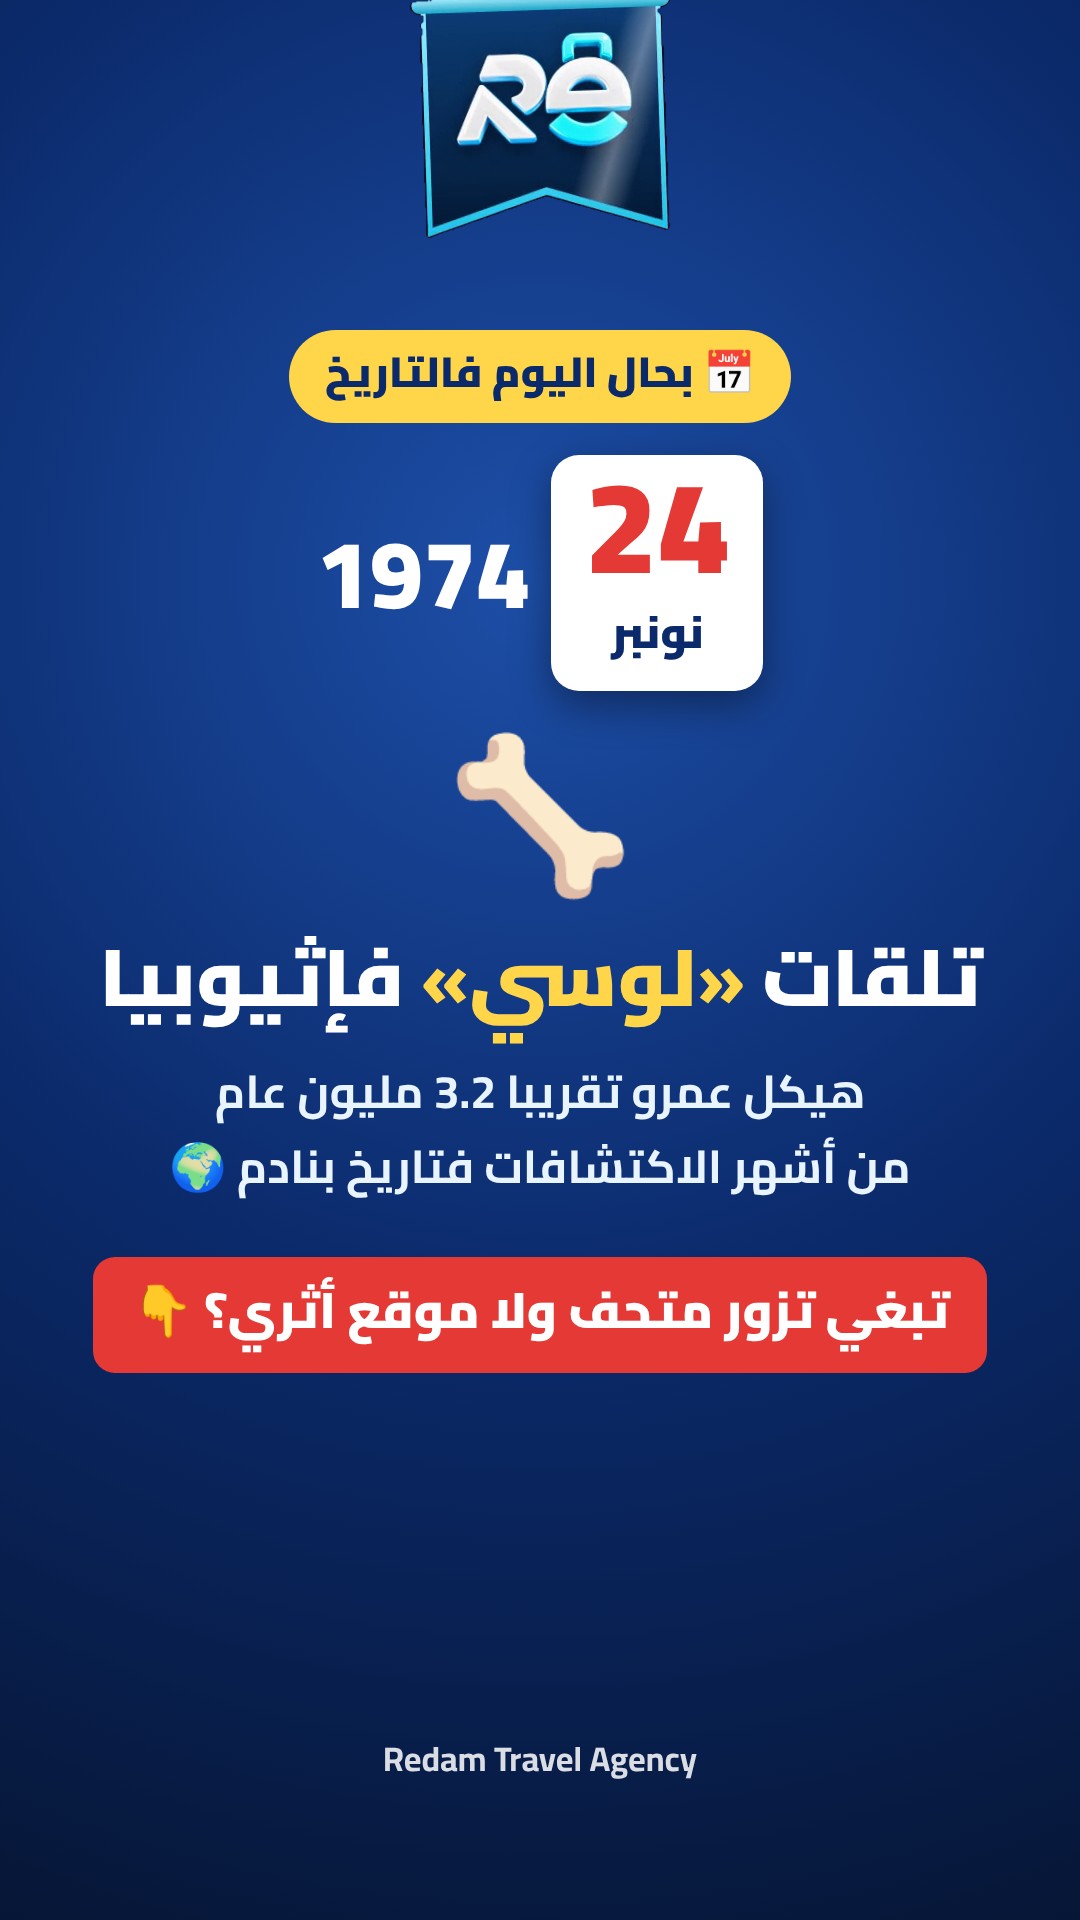 Re
📅 بحال اليوم فالتاريخ
24
نونبر
1974
تلقات «لوسي» فإثيوبيا
هيكل عمرو تقريبا 3.2 مليون عام
من أشهر الاكتشافات فتاريخ بنادم 🌍
تبغي تزور متحف ولا موقع أثري؟ 👇
Redam Travel Agency